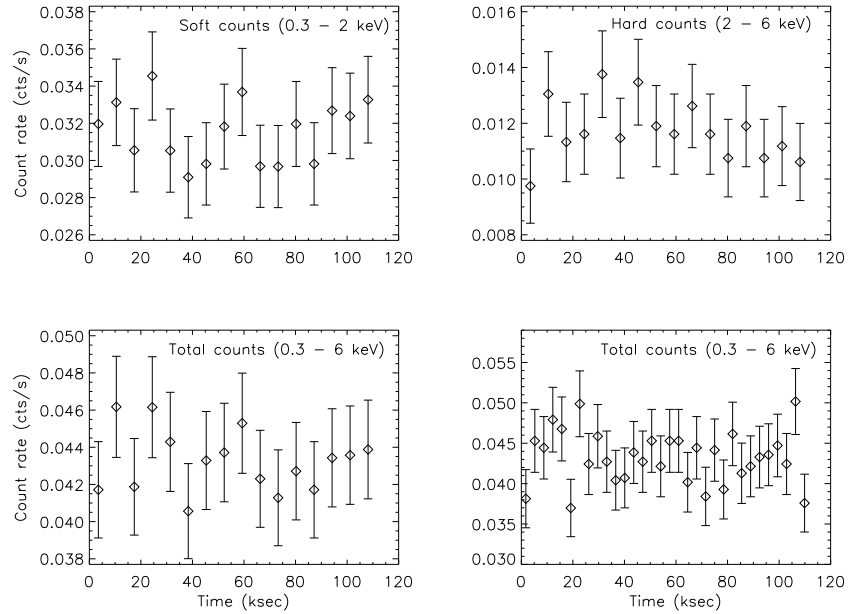 Soft counts (0.3 – 2 keV)
Count rate (cts/s)
0.038
0.036
0.034
0.032
0.030
0.028
0.026
0 20 40 60 80 100 120
Hard counts (2 – 6 keV)
0.016
0.014
0.012
0.010
0.008
0 20 40 60 80 100 120
Total counts (0.3 – 6 keV)
Count rate (cts/s)
0.050
0.048
0.046
0.044
0.042
0.040
0.038
0 20 40 60 80 100 120
Time (ksec)
Total counts (0.3 – 6 keV)
0.055
0.050
0.045
0.040
0.035
0.030
0 20 40 60 80 100 120
Time (ksec)